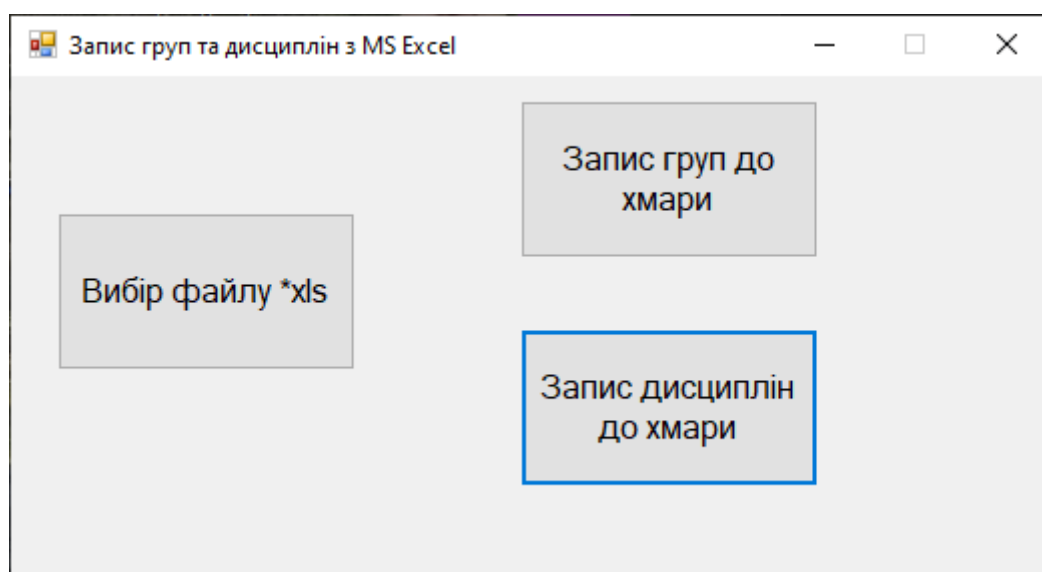 Запис груп та дисциплін з MS Excel
Вибір файлу *xls
Запис груп до
хмари
Запис дисциплін
до хмари